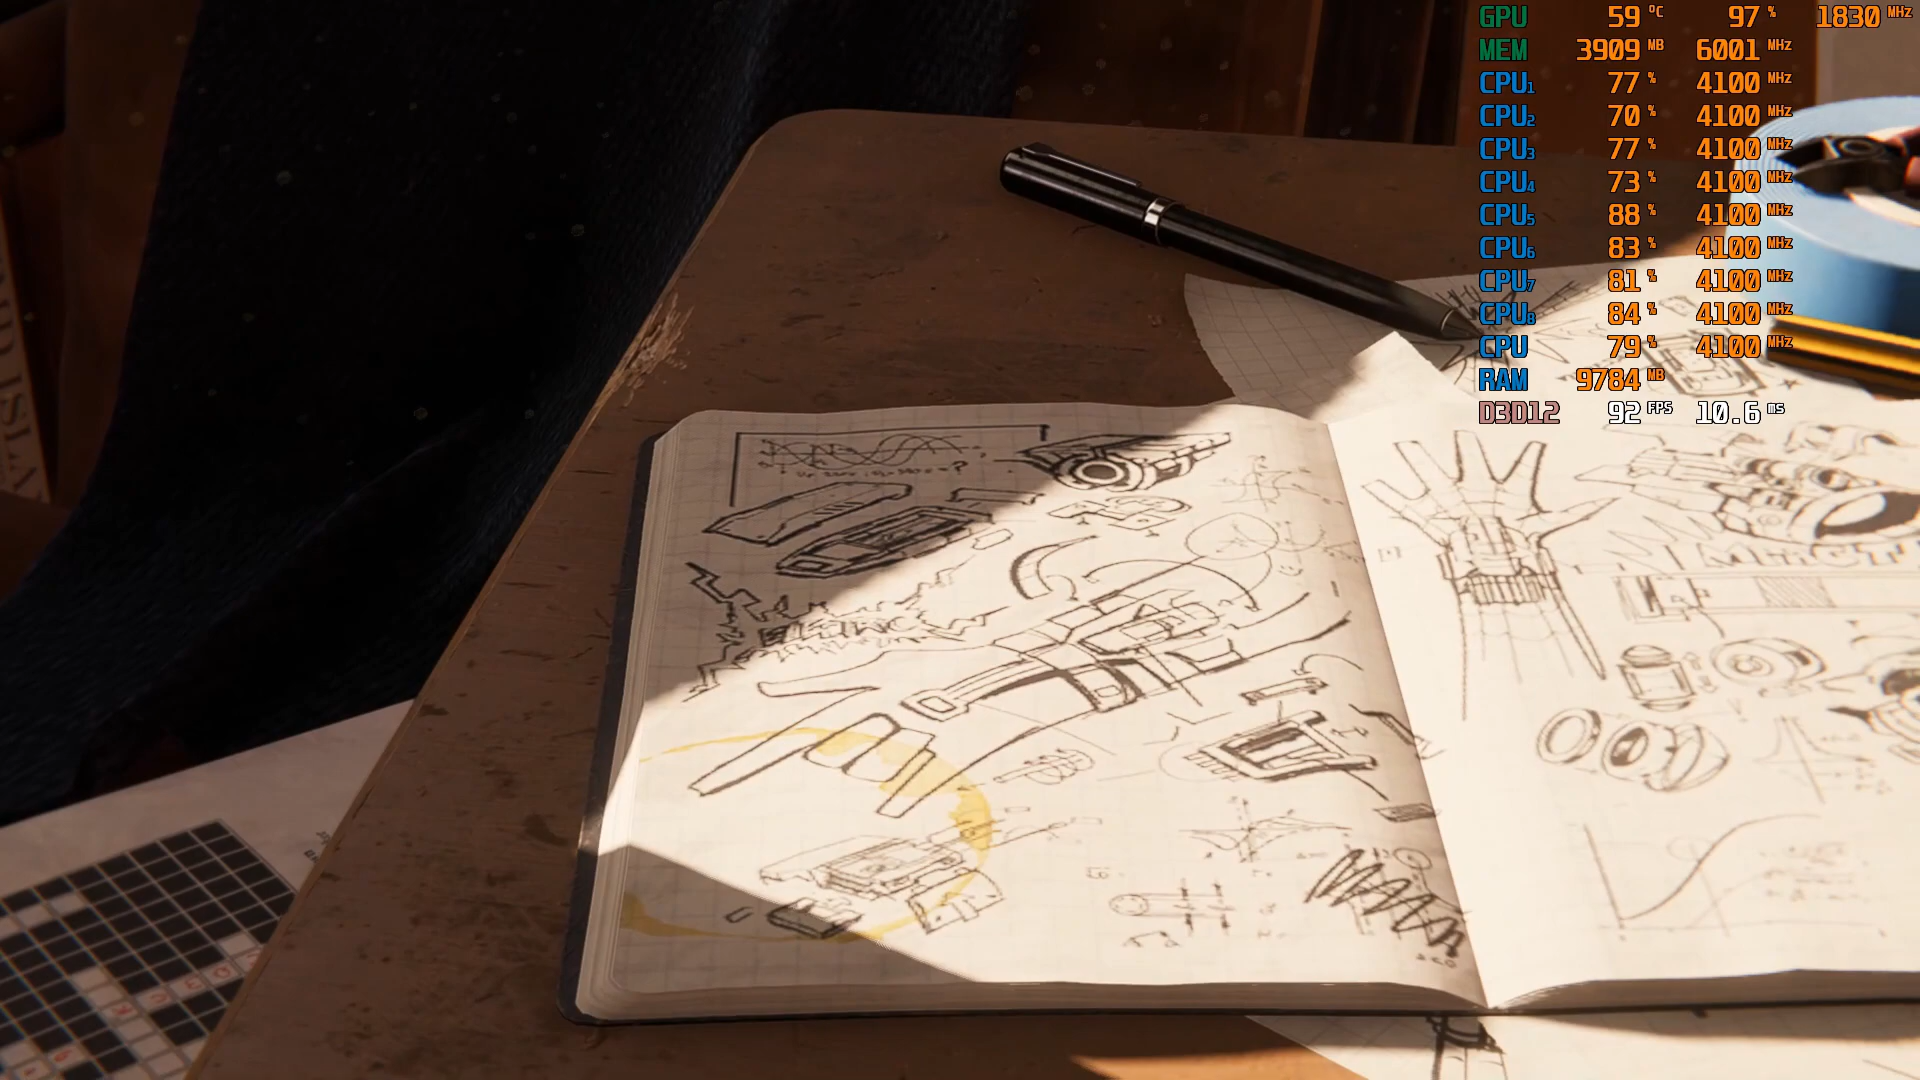 GPU 59 °C 97 % 1830 MHz
MEM 3909 MB 6001 MHz
CPU1 77 % 4100 MHz
CPU2 70 % 4100 MHz
CPU3 77 % 4100 MHz
CPU4 73 % 4100 MHz
CPU5 88 % 4100 MHz
CPU6 83 % 4100 MHz
CPU7 81 % 4100 MHz
CPU8 84 % 4100 MHz
CPU 79 % 4100 MHz
RAM 9784 MB
D3D12 92 FPS 10.6 ms